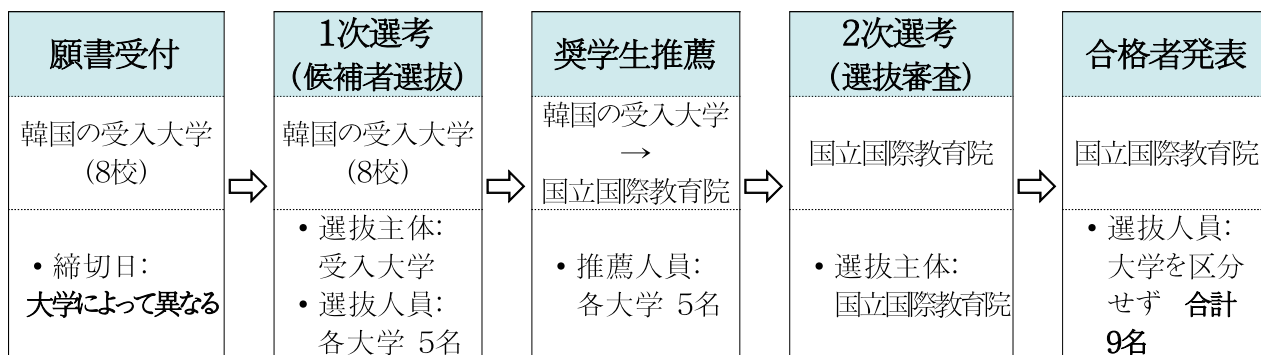 願書受付
韓国の受入大学
(8校)
• 締切日:
大学によって異なる
⇨
1次選考
(候補者選抜)
韓国の受入大学
(8校)
• 選抜主体:
受入大学
• 選抜人員:
各大学 5名
⇨
奨学生推薦
韓国の受入大学
→
国立国際教育院
• 推薦人員:
各大学 5名
⇨
2次選考
(選抜審査)
国立国際教育院
• 選抜主体:
国立国際教育院
⇨
合格者発表
国立国際教育院
• 選抜人員:
大学を区分
せず 合計
9名